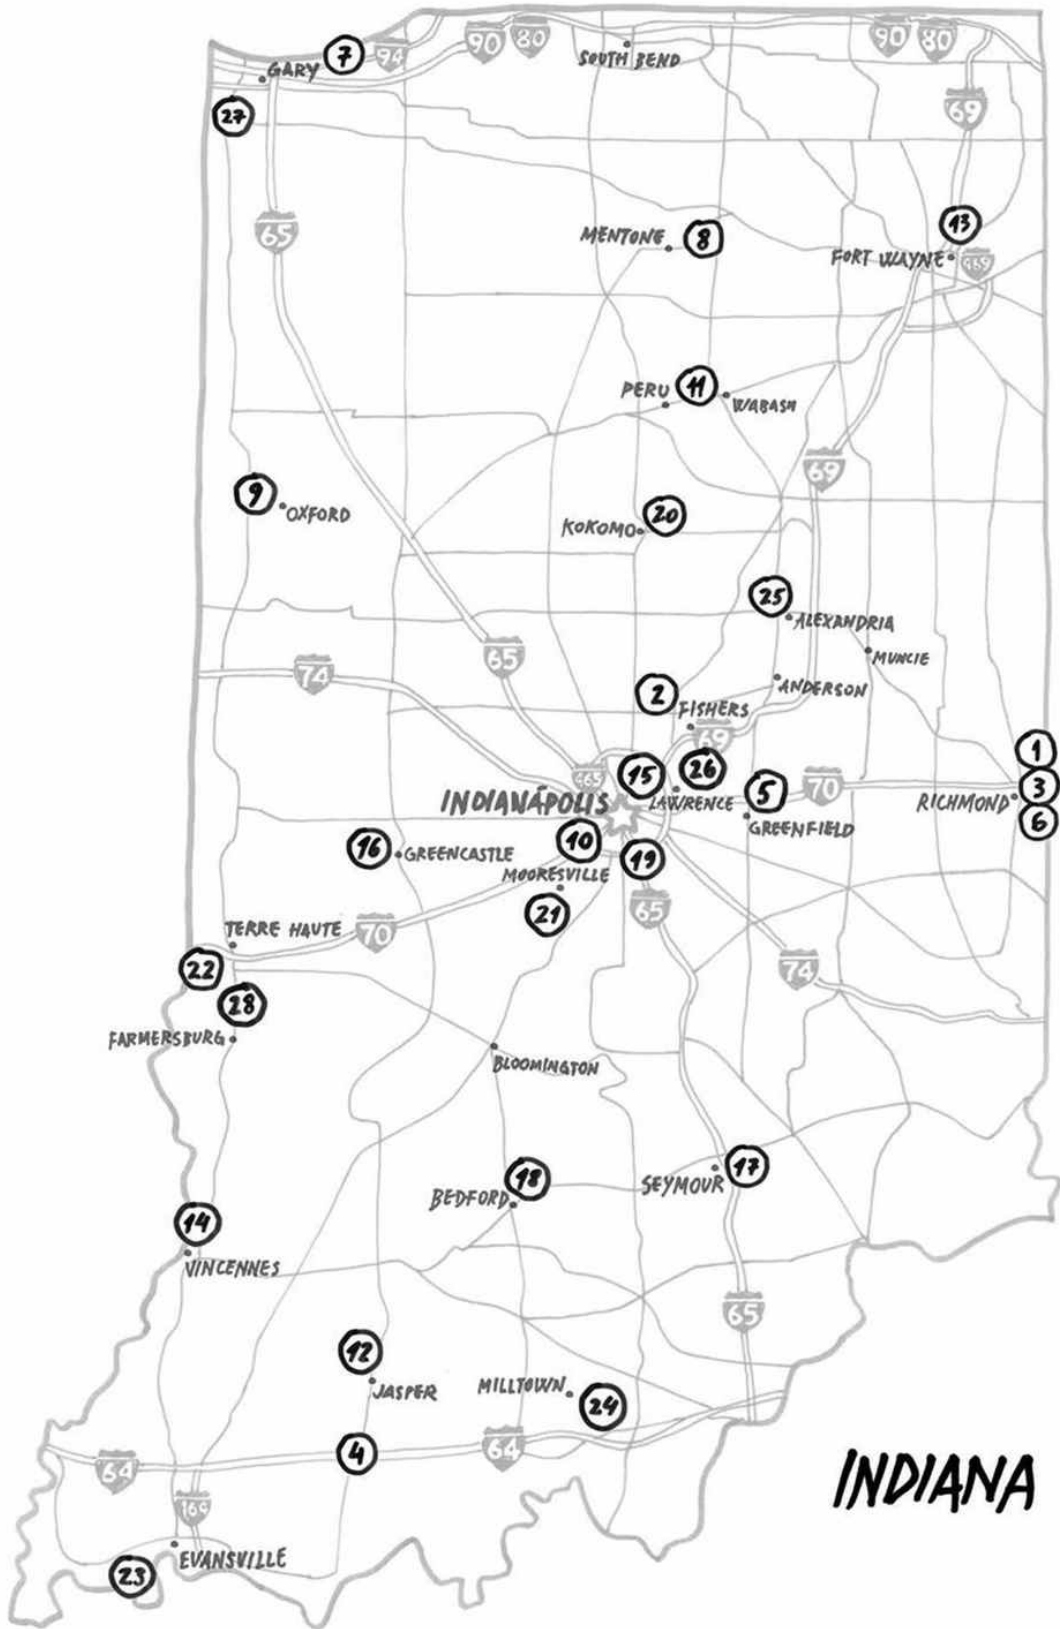 7
94
90
80
SOUTH BEND
90
80
GARY
27
69
65
MENTONE
8
13
FORT WAYNE
469
PERU
11
WABASH
69
9
OXFORD
KOKOMO
20
25
ALEXANDRIA
MUNCIE
65
74
2
FISHERS
ANDERSON
69
465
15
26
1
INDIANÁPOLIS
LAWRENCE
5
70
RICHMOND
3
GREENFIELD
6
16
GREENCASTLE
10
19
MOORESVILLE
21
65
TERRE HAUTE
70
22
74
28
FARMERSBURG
BLOOMINGTON
18
BEDFORD
SEYMOUR
17
14
VINCENNES
65
12
JASPER
MILLTOWN
24
4
64
64
INDIANA
164
EVANSVILLE
23